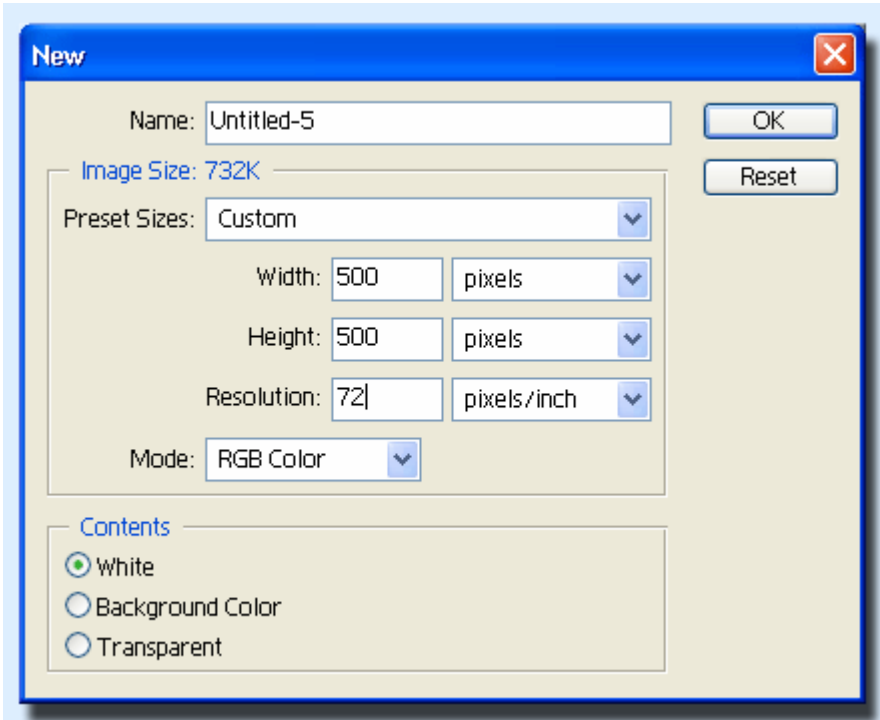 New
Name: Untitled-5
OK
Image Size: 732K
Reset
Preset Sizes: Custom
Width: 500 pixels
Height: 500 pixels
Resolution: 72 pixels/inch
Mode: RGB Color
Contents
White
Background Color
Transparent